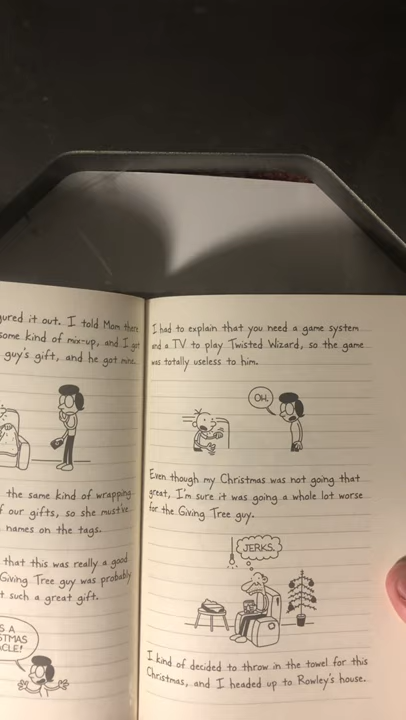 gured it out. I told Mom there
some kind of mix-up, and I got
guy's gift, and he got mine.
the same kind of wrapping
f our gifts, so she must've
names on the tags.
that this was really a good
Giving Tree guy was probably
t such a great gift.
S A
STMAS
ACLE!
I had to explain that you need a game system
and a TV to play Twisted Wizard, so the game
was totally useless to him.
OH.
Even though my Christmas was not going that
great, I'm sure it was going a whole lot worse
for the Giving Tree guy.
JERKS.
I kind of decided to throw in the towel for this
Christmas, and I headed up to Rowley's house.